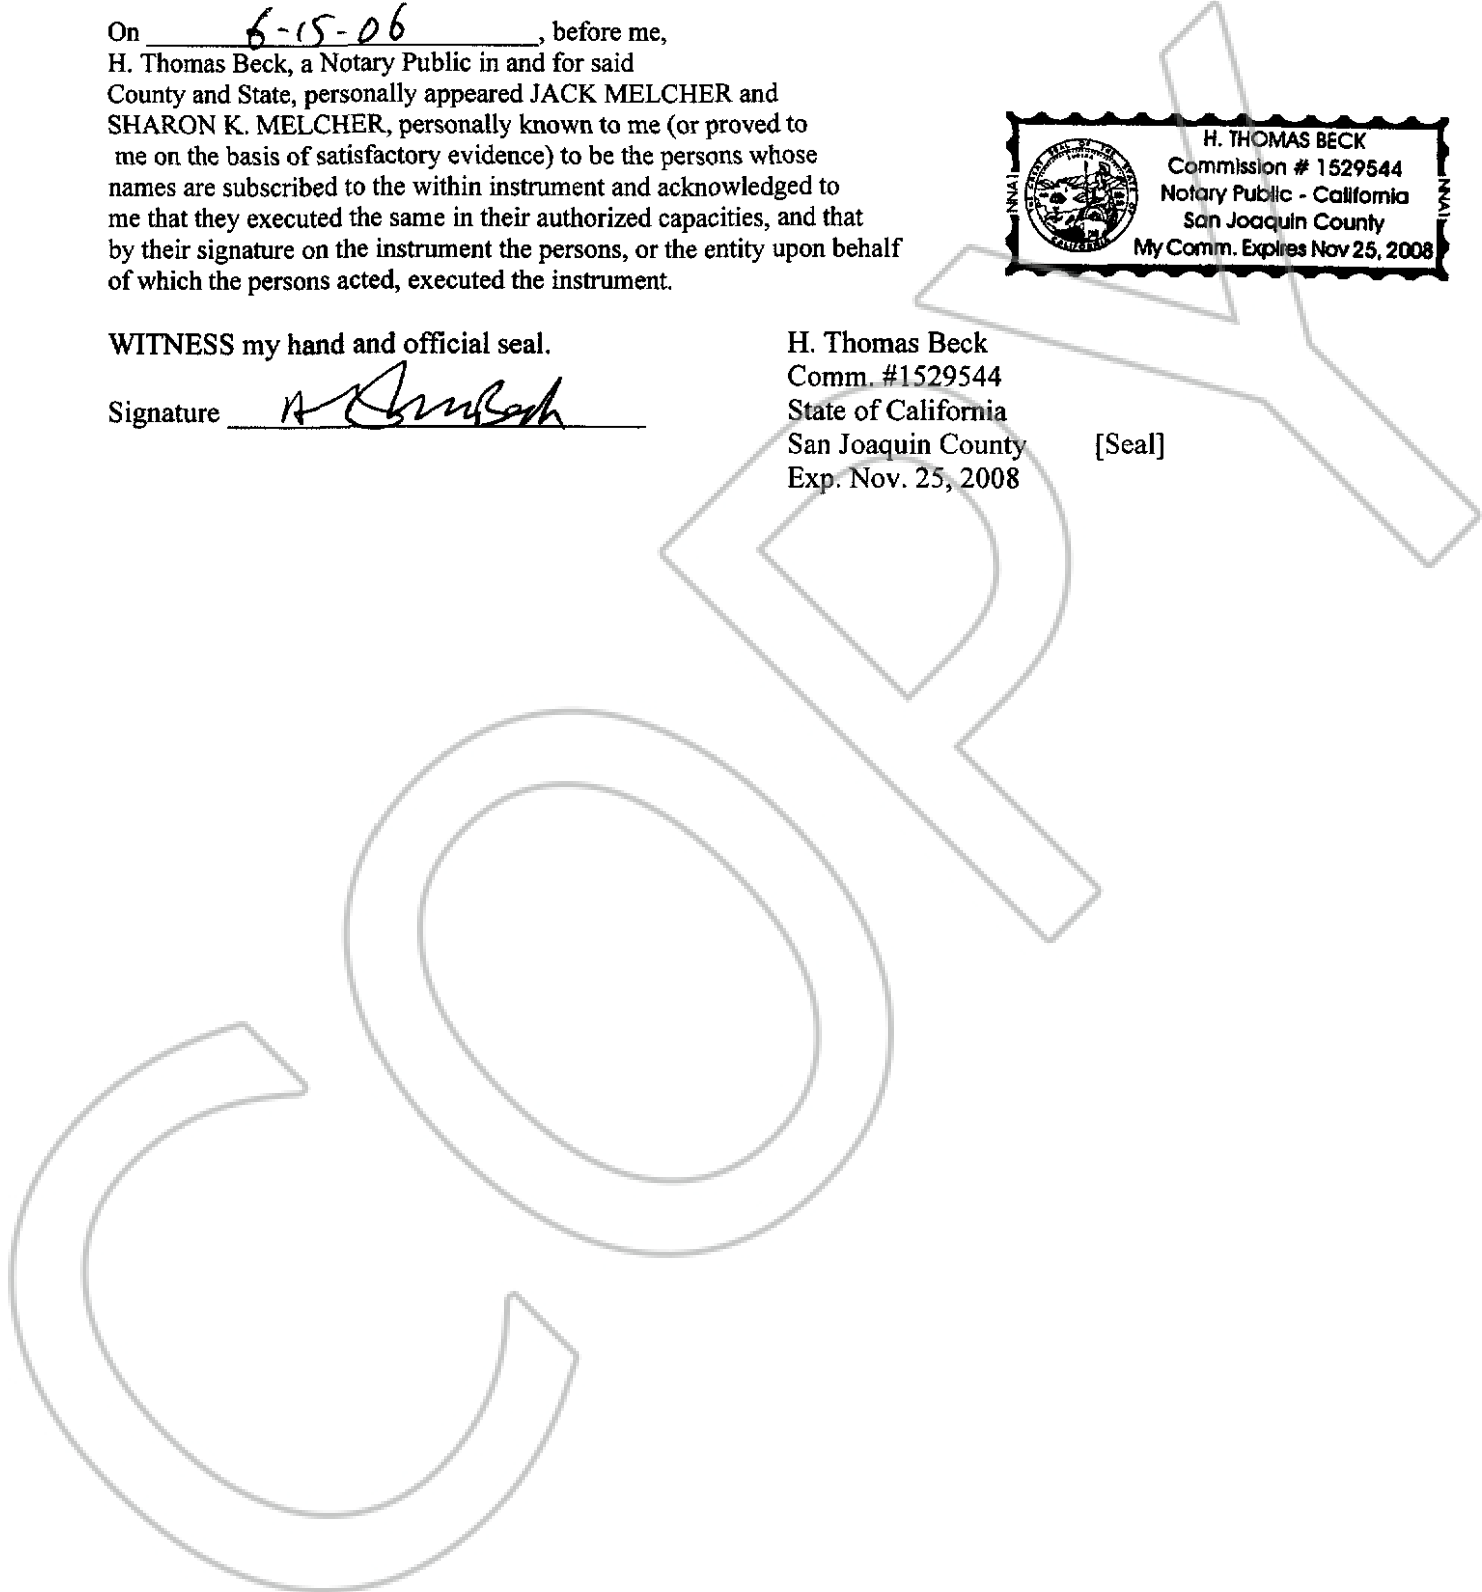 On 6-15-06, before me,
H. Thomas Beck, a Notary Public in and for said
County and State, personally appeared JACK MELCHER and
SHARON K. MELCHER, personally known to me (or proved to
me on the basis of satisfactory evidence) to be the persons whose
names are subscribed to the within instrument and acknowledged to
me that they executed the same in their authorized capacities, and that
by their signature on the instrument the persons, or the entity upon behalf
of which the persons acted, executed the instrument.
H. THOMAS BECK
Commission # 1529544
Notary Public - California
San Joaquin County
My Comm. Expires Nov 25, 2008
NNA1
NNA1
WITNESS my hand and official seal.
Signature H Thomas Beck
H. Thomas Beck
Comm. #1529544
State of California
San Joaquin County [Seal]
Exp. Nov. 25, 2008
COPY